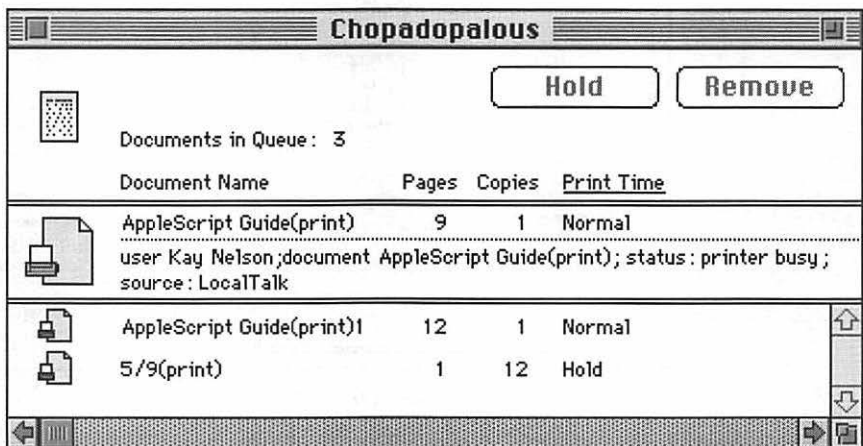 Chopadopalous
Hold Remove
Documents in Queue: 3
Document Name Pages Copies Print Time
AppleScript Guide(print) 9 1 Normal
user Kay Nelson;document AppleScript Guide(print); status: printer busy;
source: LocalTalk
AppleScript Guide(print)1 12 1 Normal
5/9(print) 1 12 Hold